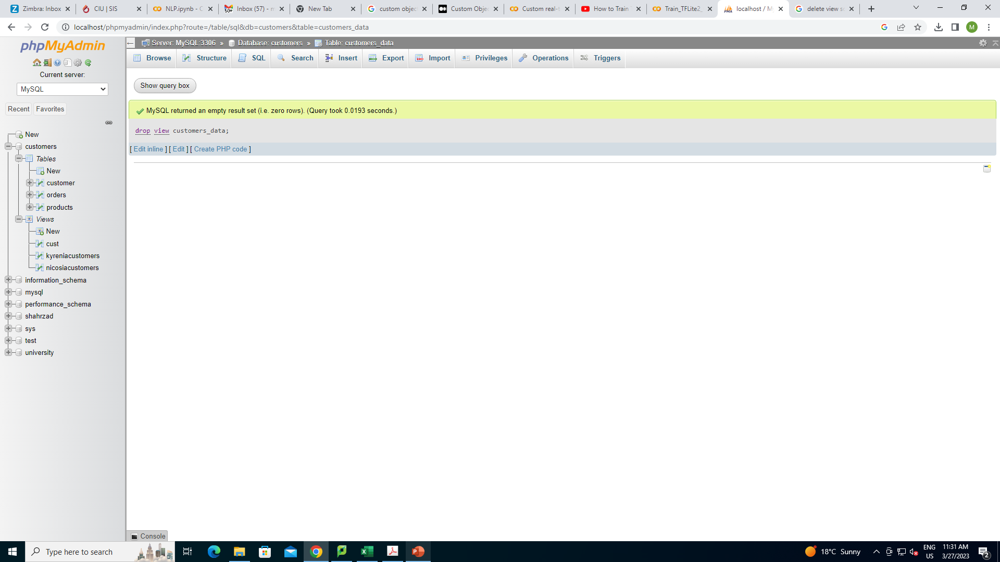 Zimbra: Inbox
CIU | SIS
NLP.ipynb - C
Inbox (57) - m
New Tab
custom objec
Custom Obje
Custom real-t
How to Train
Train_TFLite2_
localhost / M
delete view s
localhost/phpmyadmin/index.php?route=/table/sql&db=customers&table=customers_data
M
phpMyAdmin
Current server:
MySQL
Recent
Favorites
New
customers
Tables
New
customer
orders
products
Views
New
cust
kyreniacustomers
nicosiacustomers
information_schema
mysql
performance_schema
shahrzad
sys
test
university
Server: MySQL:3306 » Database: customers » Table: customers_data
Browse
Structure
SQL
Search
Insert
Export
Import
Privileges
Operations
Triggers
Show query box
MySQL returned an empty result set (i.e. zero rows). (Query took 0.0193 seconds.)
drop view customers_data;
[ Edit inline ] [ Edit ] [ Create PHP code ]
Console
Type here to search
18°C Sunny
ENG
US
11:31 AM
3/27/2023
2